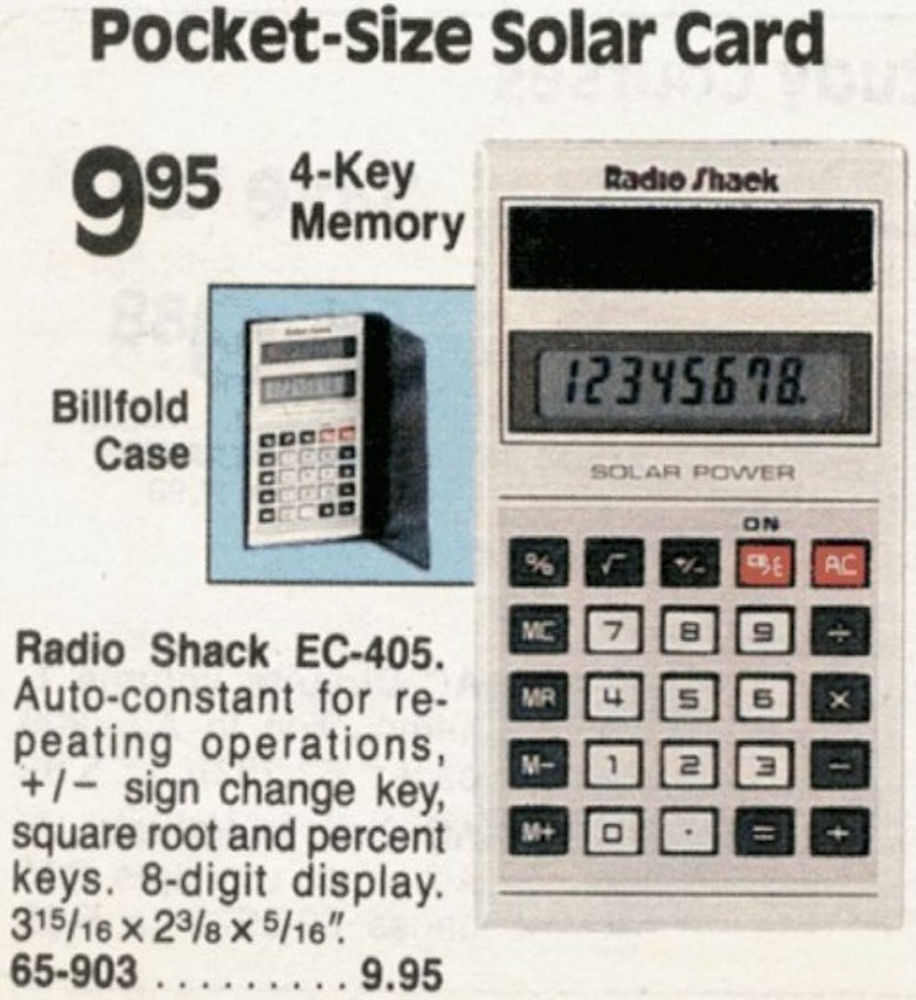 Pocket-Size Solar Card
9⁹⁵
4-Key
Memory
Billfold
Case
Radio Shack EC-405.
Auto-constant for re-
peating operations,
+/− sign change key,
square root and percent
keys. 8-digit display.
3¹⁵/₁₆ × 2³/₈ × ⁵/₁₆″.
65-903 ......... 9.95
Radio Shack
12345678.
SOLAR POWER
ON
% √ +/− CE/C AC
MC 7 8 9 ÷
MR 4 5 6 ×
M− 1 2 3 −
M+ 0 . = +